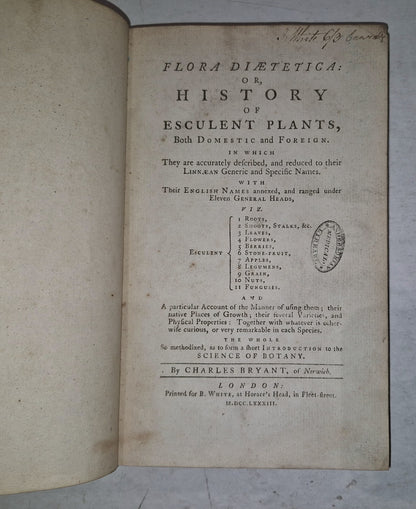 FLORA DIÆTETICA:
OR,
HISTORY
OF
ESCULENT PLANTS,
Both DOMESTIC and FOREIGN.
IN WHICH
They are accurately deſcribed, and reduced to their
LINNÆAN Generic and Specific NAMES.
WITH
Their ENGLISH NAMES annexed, and ranged under
ELEVEN GENERAL HEADS,
VIZ.
ESCULENT
1 ROOTS,
2 SHOOTS, STALKS, &c.
3 LEAVES,
4 FLOWERS,
5 BERRIES,
6 STONE-FRUIT,
7 APPLES,
8 LEGUMENS,
9 GRAIN,
10 NUTS,
11 FUNGUSES.
AND
A particular Account of the Manner of uſing them; their
native Places of Growth; their ſeveral Varieties, and
Phyſical Properties: Together with whatever is other-
wiſe curious, or very remarkable in each Species.
THE WHOLE
So methodized, as to form a ſhort INTRODUCTION to the
SCIENCE OF BOTANY.
By CHARLES BRYANT, of Norwich.
LONDON:
Printed for B. WHITE, at Horace's Head, in Fleet-ſtreet.
M.DCC.LXXXIII.
MEDICAL
LIBRARY